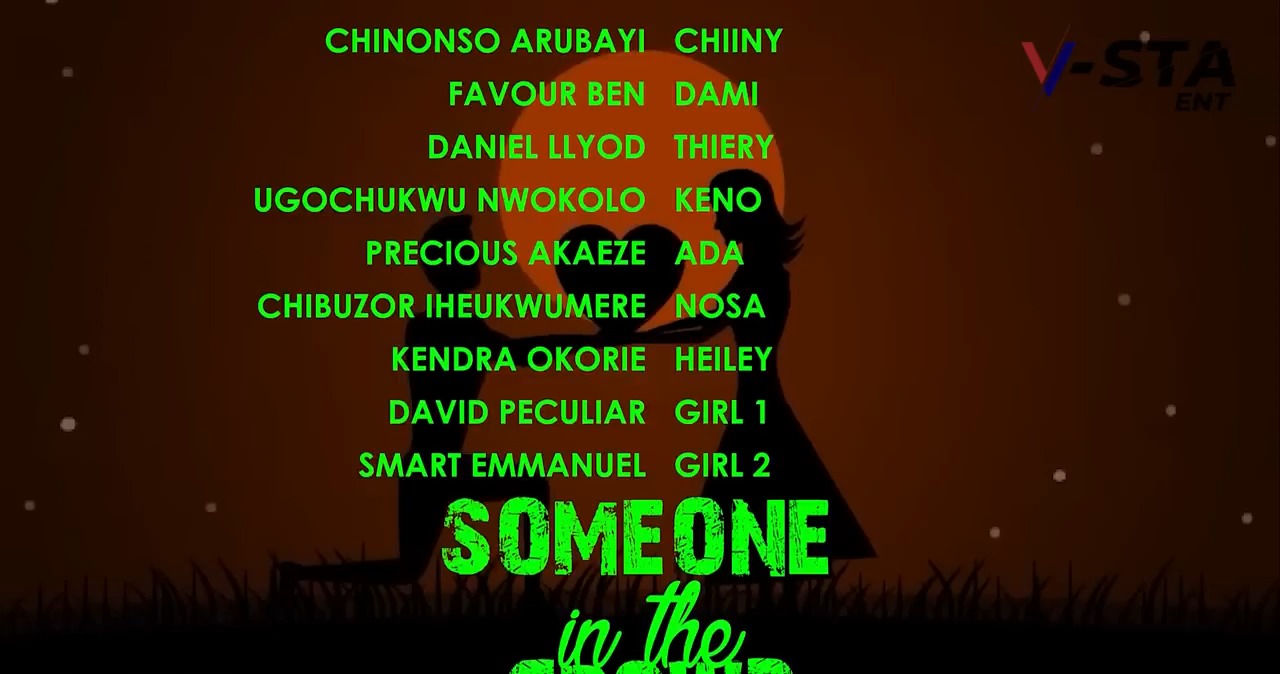 CHINONSO ARUBAYI CHIINY
FAVOUR BEN DAMI
DANIEL LLYOD THIERY
UGOCHUKWU NWOKOLO KENO
PRECIOUS AKAEZE ADA
CHIBUZOR IHEUKWUMERE NOSA
KENDRA OKORIE HEILEY
DAVID PECULIAR GIRL 1
SMART EMMANUEL GIRL 2
SOMEONE
in the
V-STA
ENT